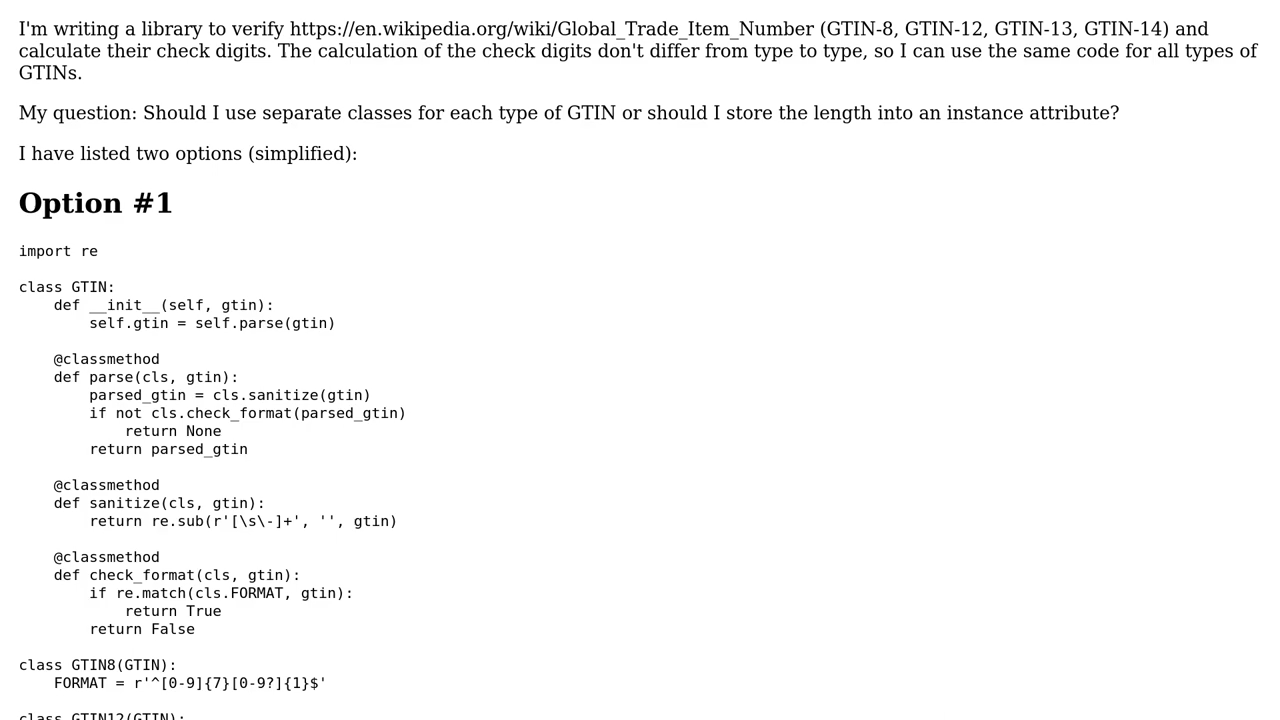 I'm writing a library to verify https://en.wikipedia.org/wiki/Global_Trade_Item_Number (GTIN-8, GTIN-12, GTIN-13, GTIN-14) and
calculate their check digits. The calculation of the check digits don't differ from type to type, so I can use the same code for all types of
GTINs.
My question: Should I use separate classes for each type of GTIN or should I store the length into an instance attribute?
I have listed two options (simplified):
Option #1
import re
class GTIN:
    def __init__(self, gtin):
        self.gtin = self.parse(gtin)
    @classmethod
    def parse(cls, gtin):
        parsed_gtin = cls.sanitize(gtin)
        if not cls.check_format(parsed_gtin)
            return None
        return parsed_gtin
    @classmethod
    def sanitize(cls, gtin):
        return re.sub(r'[\s\-]+', '', gtin)
    @classmethod
    def check_format(cls, gtin):
        if re.match(cls.FORMAT, gtin):
            return True
        return False
class GTIN8(GTIN):
    FORMAT = r'^[0-9]{7}[0-9?]{1}$'
class GTIN12(GTIN):